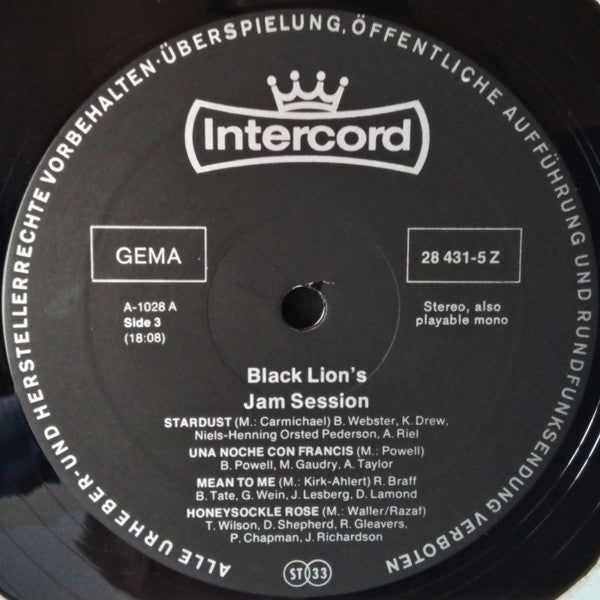 ALLE URHEBER- UND HERSTELLERRECHTE VORBEHALTEN · ÜBERSPIELUNG, ÖFFENTLICHE AUFFÜHRUNG UND RUNDFUNKSENDUNG VERBOTEN
Intercord
GEMA
28 431-5 Z
A-1028 A
Side 3
(18:08)
Stereo, also
playable mono
Black Lion's
Jam Session
STARDUST (M.: Carmichael) B. Webster, K. Drew,
Niels-Henning Orsted Pederson, A. Riel
UNA NOCHE CON FRANCIS (M.: Powell)
B. Powell, M. Gaudry, A. Taylor
MEAN TO ME (M.: Kirk-Ahlert) R. Braff
B. Tate, G. Wein, J. Lesberg, D. Lamond
HONEYSOCKLE ROSE (M.: Waller/Razaf)
T. Wilson, D. Shepherd, R. Gleavers,
P. Chapman, J. Richardson
ST 33